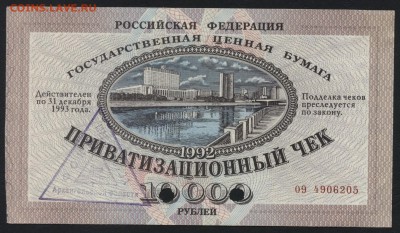 COINS.LAVE.RU
РОССИЙСКАЯ ФЕДЕРАЦИЯ
ГОСУДАРСТВЕННАЯ ЦЕННАЯ БУМАГА
Действителен
по 31 декабря
1993 года.
Подделка чеков
преследуется
по закону.
1992
ПРИВАТИЗАЦИОННЫЙ ЧЕК
10000
РУБЛЕЙ
09 4906205
области